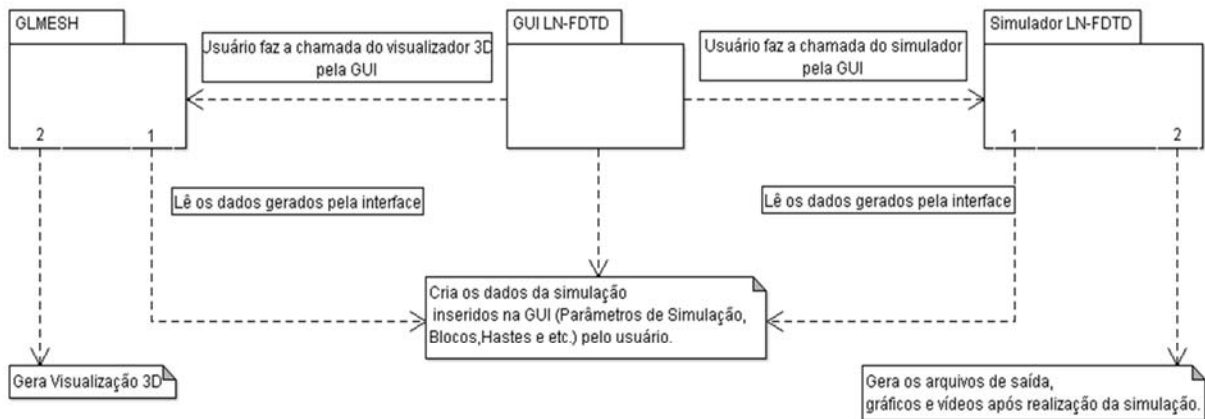 GLMESH
GUI LN-FDTD
Simulador LN-FDTD
Usuário faz a chamada do visualizador 3D
pela GUI
Usuário faz a chamada do simulador
pela GUI
2
1
1
2
Lê os dados gerados pela interface
Lê os dados gerados pela interface
Cria os dados da simulação
inseridos na GUI (Parâmetros de Simulação,
Blocos,Hastes e etc.) pelo usuário.
Gera Visualização 3D
Gera os arquivos de saída,
gráficos e vídeos após realização da simulação.